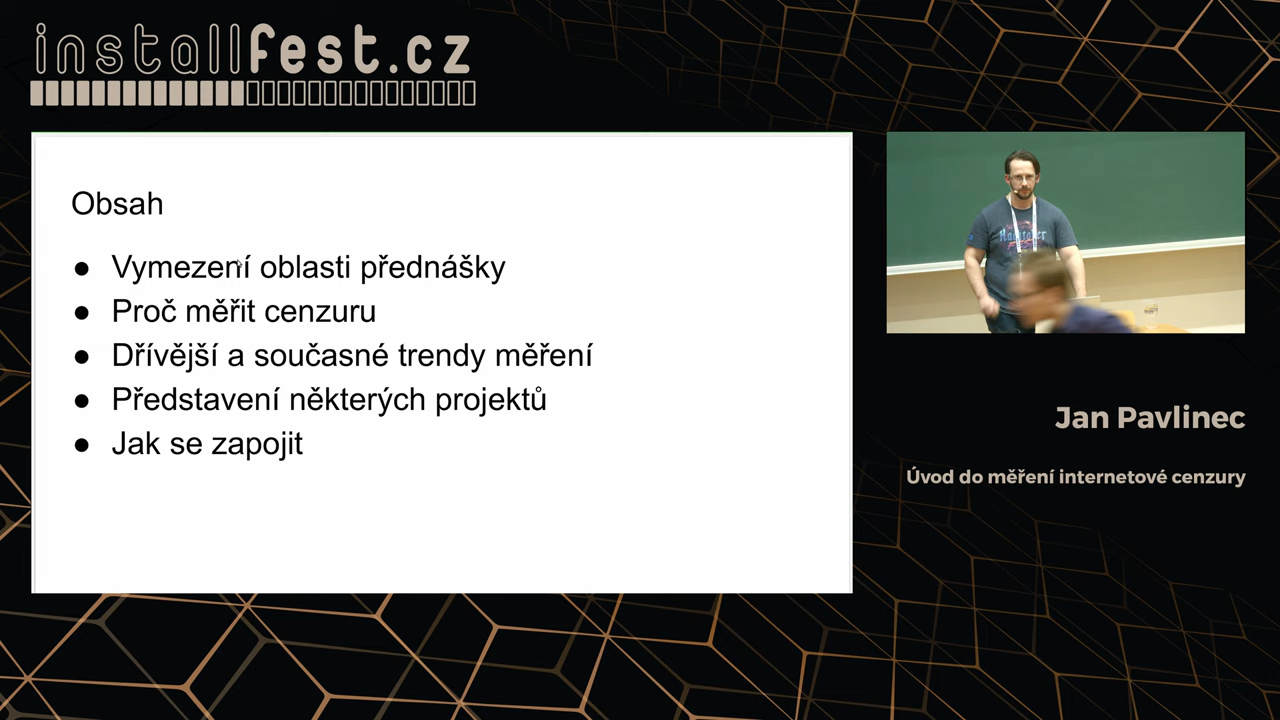 installfest.cz
Obsah
● Vymezení oblasti přednášky
● Proč měřit cenzuru
● Dřívější a současné trendy měření
● Představení některých projektů
● Jak se zapojit
Jan Pavlinec
Úvod do měření internetové cenzury